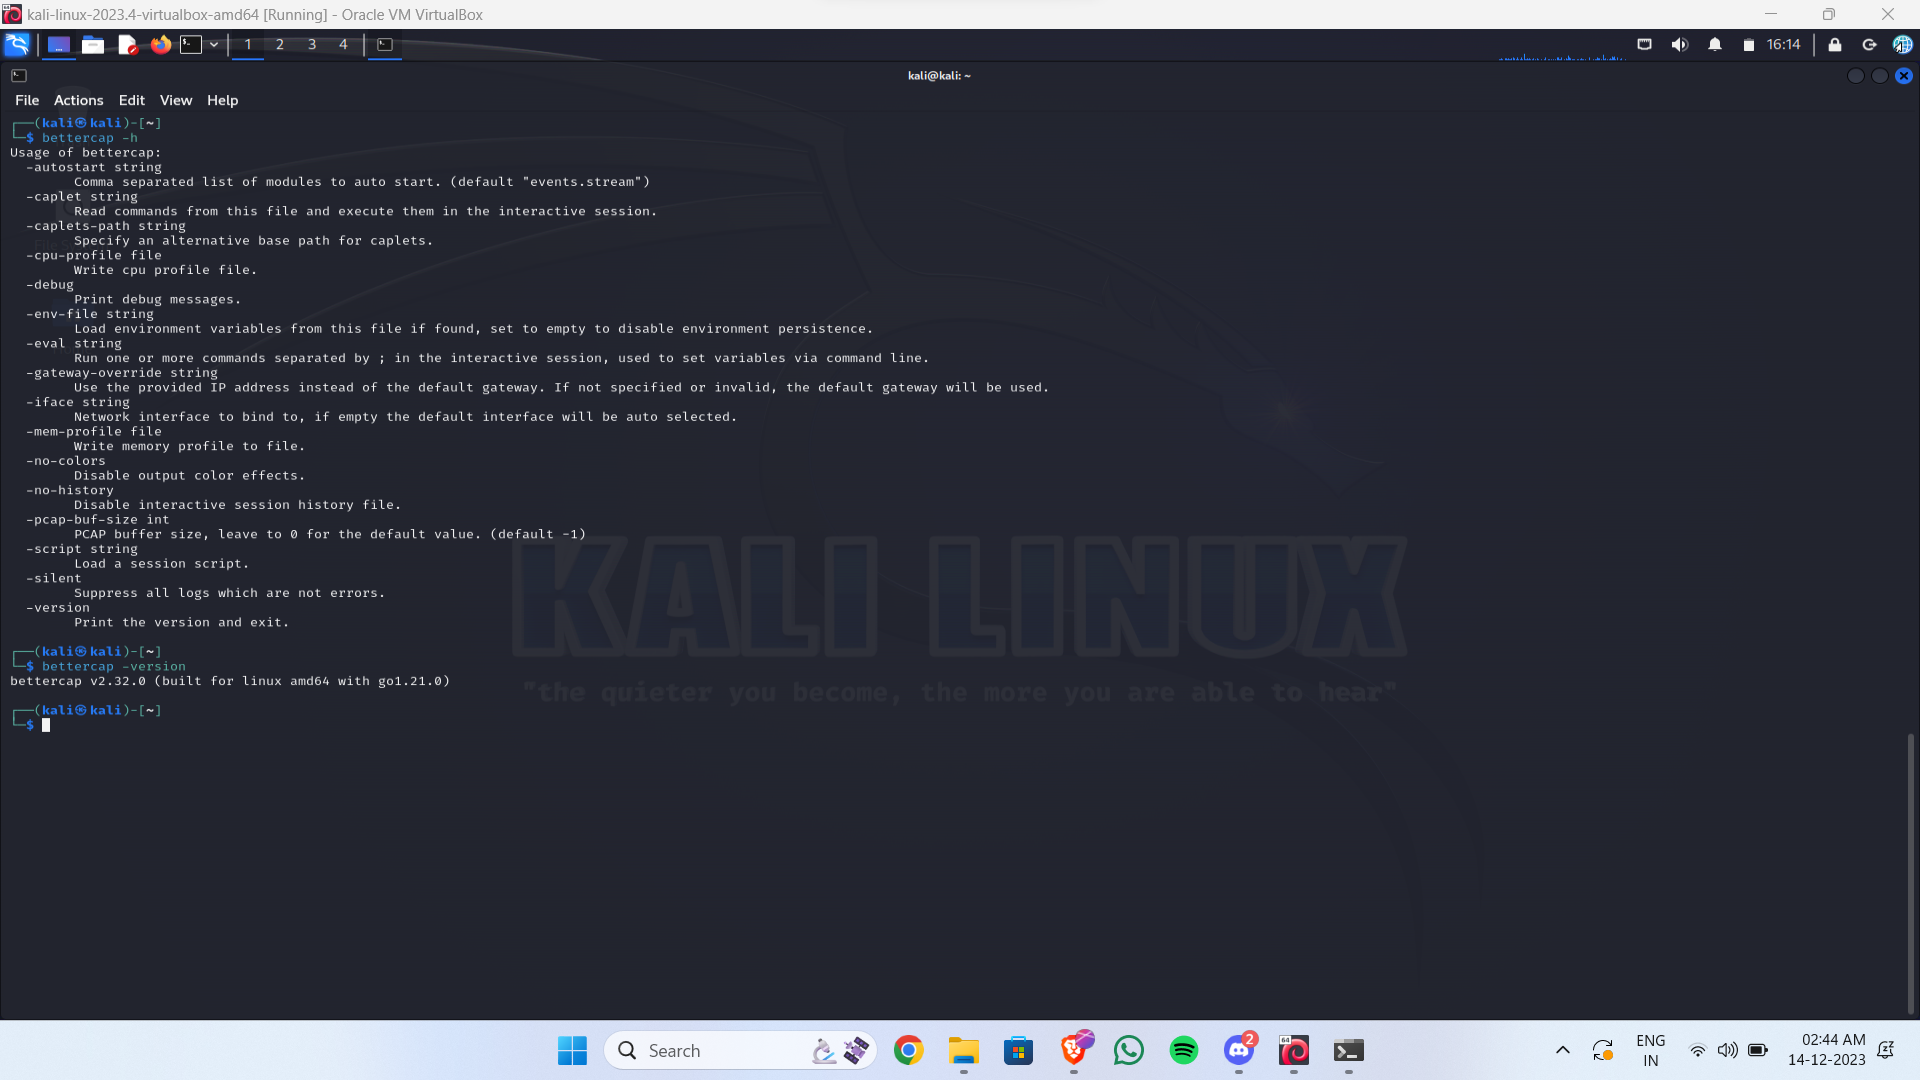 kali-linux-2023.4-virtualbox-amd64 [Running] - Oracle VM VirtualBox
1 2 3 4
16:14
kali@kali: ~
File Actions Edit View Help
┌──(kali㉿kali)-[~]
└─$ bettercap -h
Usage of bettercap:
-autostart string
Comma separated list of modules to auto start. (default "events.stream")
-caplet string
Read commands from this file and execute them in the interactive session.
-caplets-path string
Specify an alternative base path for caplets.
-cpu-profile file
Write cpu profile file.
-debug
Print debug messages.
-env-file string
Load environment variables from this file if found, set to empty to disable environment persistence.
-eval string
Run one or more commands separated by ; in the interactive session, used to set variables via command line.
-gateway-override string
Use the provided IP address instead of the default gateway. If not specified or invalid, the default gateway will be used.
-iface string
Network interface to bind to, if empty the default interface will be auto selected.
-mem-profile file
Write memory profile to file.
-no-colors
Disable output color effects.
-no-history
Disable interactive session history file.
-pcap-buf-size int
PCAP buffer size, leave to 0 for the default value. (default -1)
-script string
Load a session script.
-silent
Suppress all logs which are not errors.
-version
Print the version and exit.
┌──(kali㉿kali)-[~]
└─$ bettercap -version
bettercap v2.32.0 (built for linux amd64 with go1.21.0)
┌──(kali㉿kali)-[~]
└─$
KALI LINUX
"the quieter you become, the more you are able to hear"
Search
64
2
64
ENG
IN
02:44 AM
14-12-2023